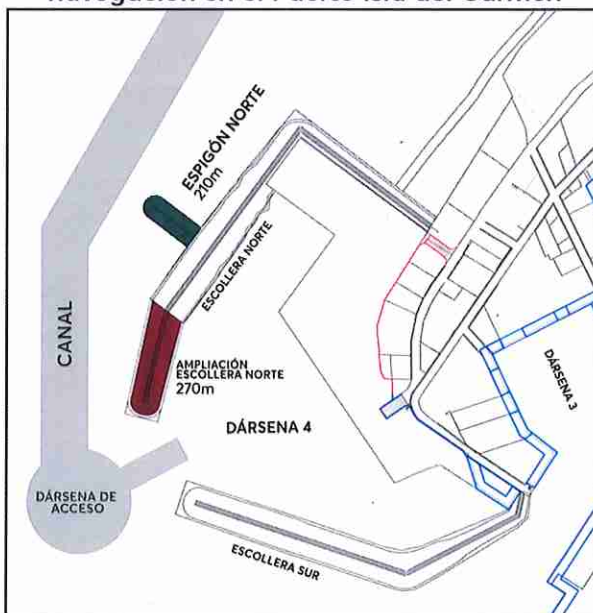 navegación en el Puerto Isla del Carmen
ESPIGÓN NORTE
210m
ESCOLLERA NORTE
CANAL
AMPLIACIÓN
ESCOLLERA NORTE
270m
DÁRSENA 3
DÁRSENA 4
DÁRSENA DE
ACCESO
ESCOLLERA SUR